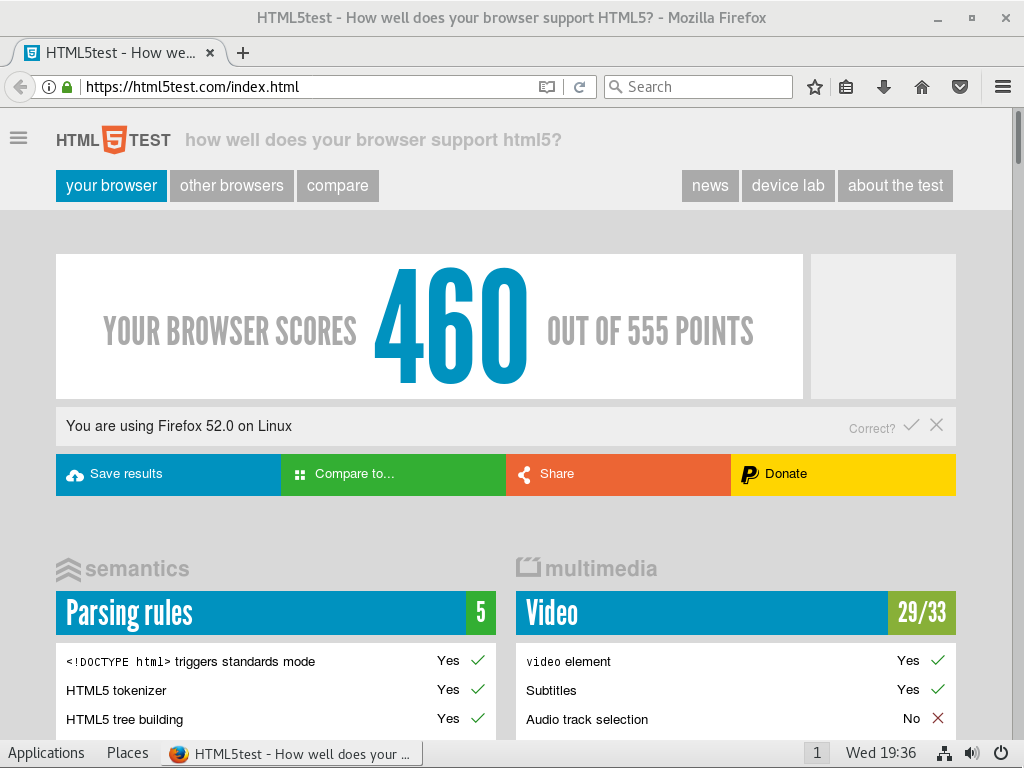 HTML5test - How well does your browser support HTML5? - Mozilla Firefox
HTML5test - How we...
https://html5test.com/index.html
Search
HTML 5 TEST how well does your browser support html5?
your browser other browsers compare news device lab about the test
YOUR BROWSER SCORES 460 OUT OF 555 POINTS
You are using Firefox 52.0 on Linux Correct?
Save results Compare to... Share Donate
semantics
Parsing rules 5
<!DOCTYPE html> triggers standards mode Yes
HTML5 tokenizer Yes
HTML5 tree building Yes
multimedia
Video 29/33
video element Yes
Subtitles Yes
Audio track selection No
Applications Places HTML5test - How well does your ... 1 Wed 19:36